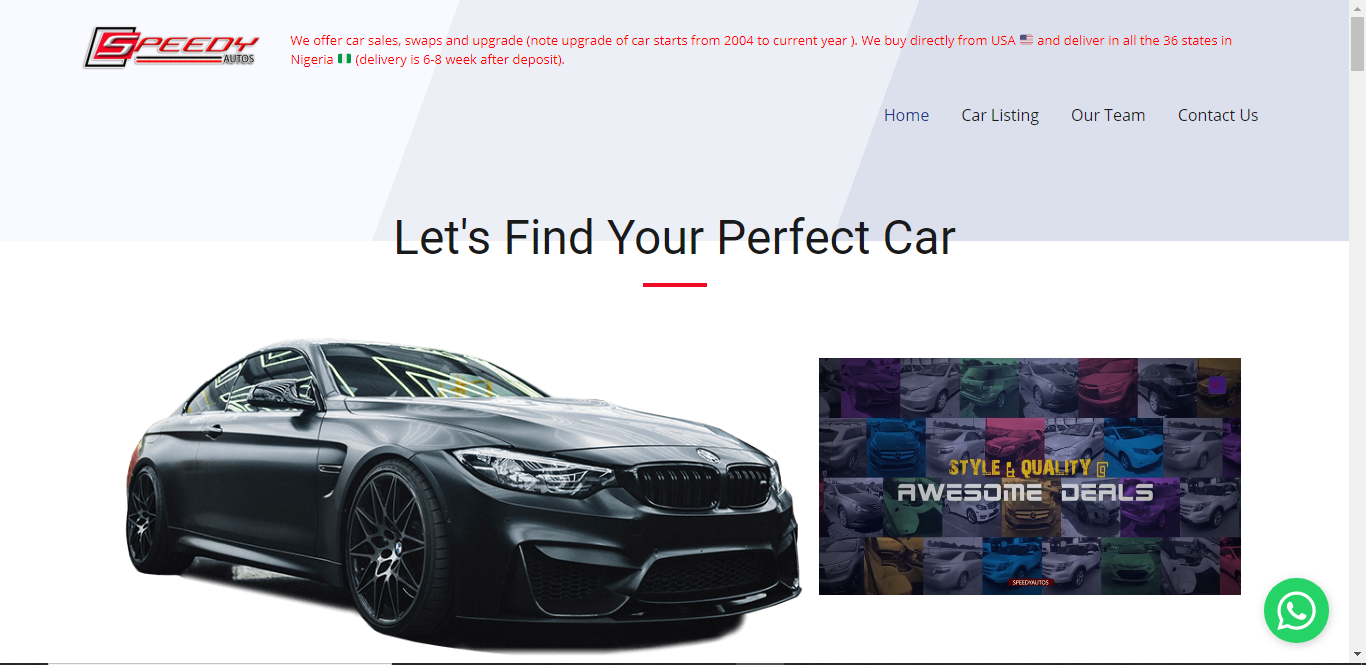 SPEEDY
AUTOS
We offer car sales, swaps and upgrade (note upgrade of car starts from 2004 to current year ). We buy directly from USA 🇺🇸 and deliver in all the 36 states in
Nigeria 🇳🇬 (delivery is 6-8 week after deposit).
Home Car Listing Our Team Contact Us
Let's Find Your Perfect Car
STYLE & QUALITY @
AWESOME DEALS
SPEEDYAUTOS